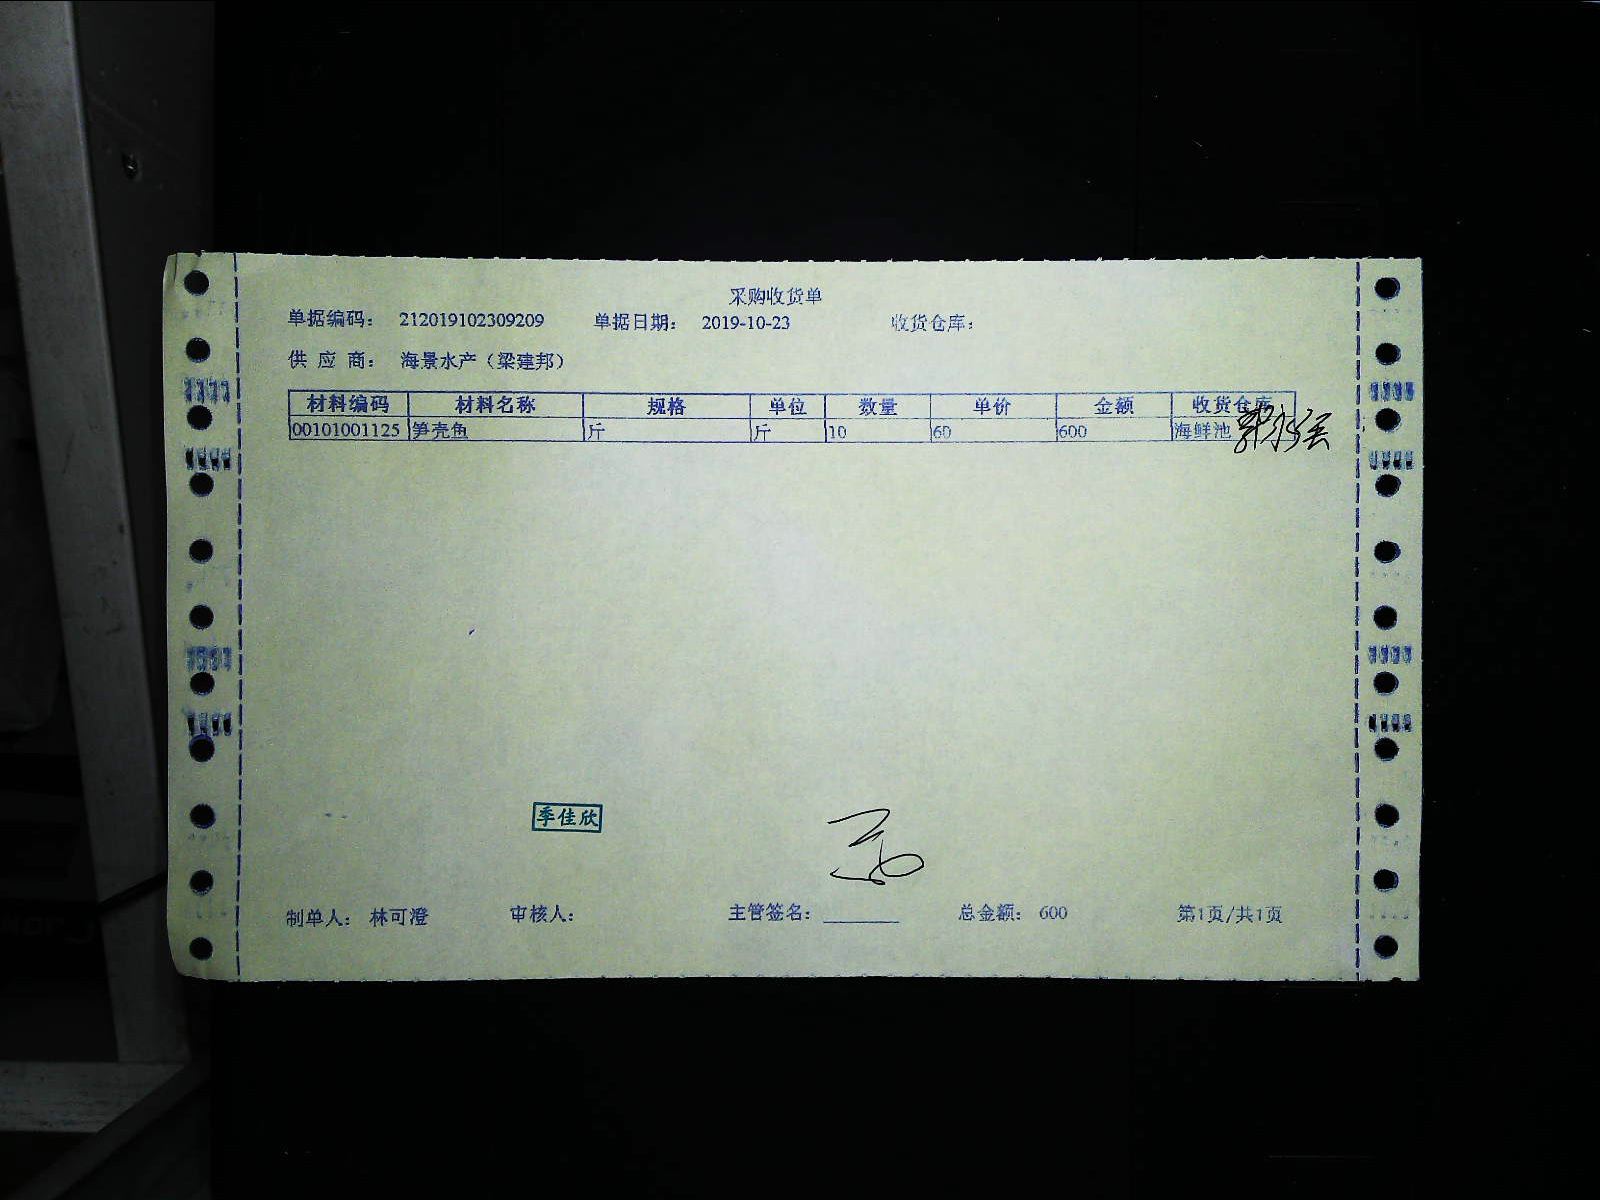 采购收货单
单据编码： 212019102309209 单据日期： 2019-10-23 收货仓库：
供 应 商： 海景水产（梁建邦）
材料编码 材料名称 规格 单位 数量 单价 金额 收货仓库
00101001125 笋壳鱼 斤 斤 10 60 600 海鲜池
季佳欣
制单人： 林可澄 审核人： 主管签名： 总金额： 600 第1页/共1页